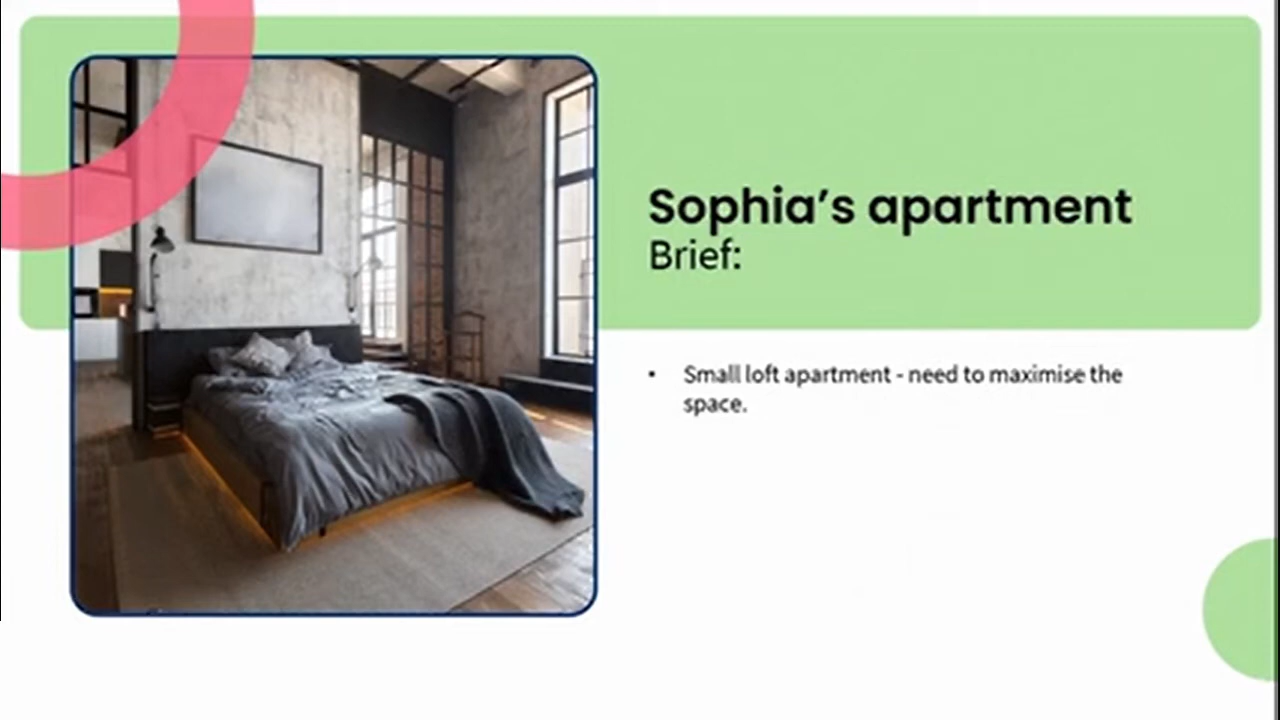 Sophia’s apartment
Brief:
• Small loft apartment - need to maximise the
space.